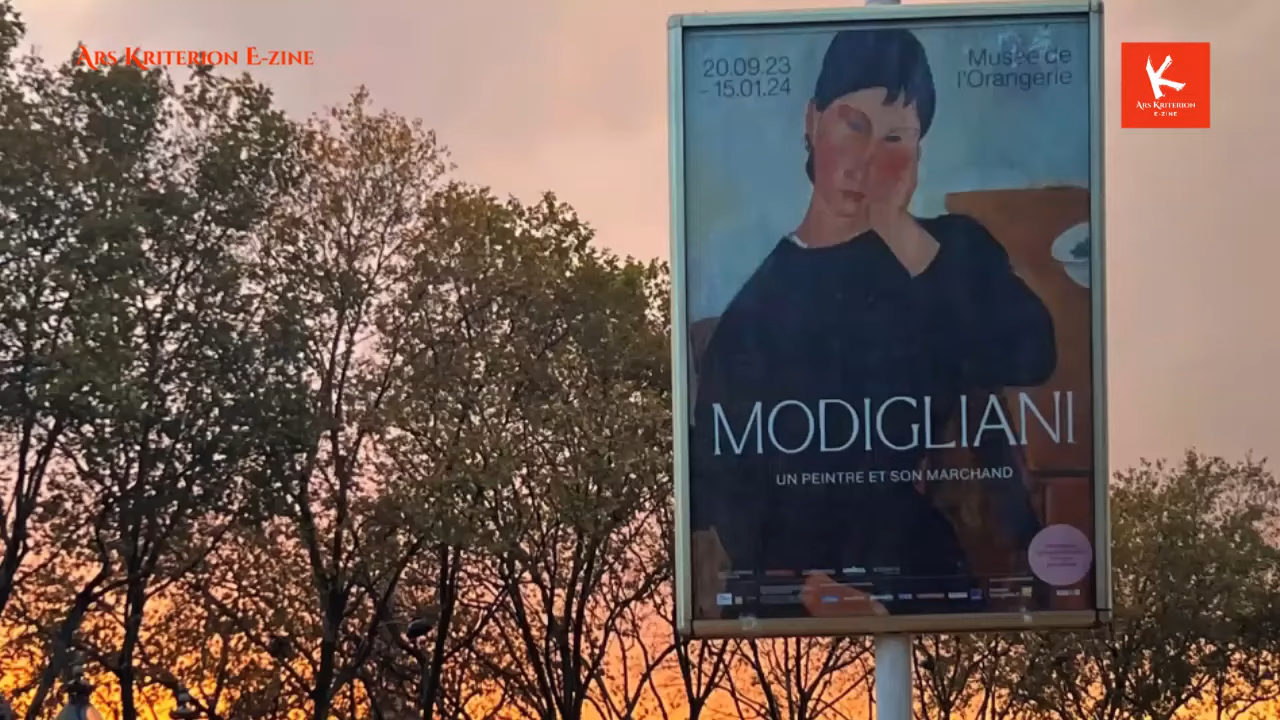 Ars Kriterion E-zine
20.09.23
- 15.01.24
Musée de
l'Orangerie
K
Ars Kriterion
E-zine
MODIGLIANI
UN PEINTRE ET SON MARCHAND